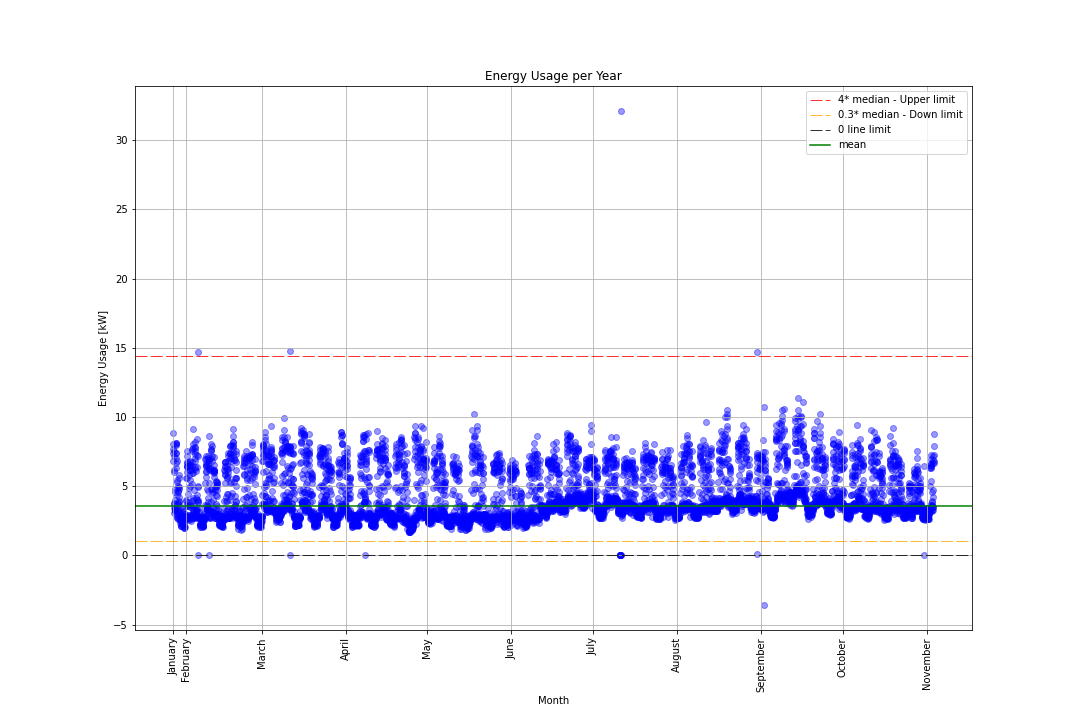 Energy Usage per Year
4* median - Upper limit
0.3* median - Down limit
0 line limit
mean
30
25
20
15
10
5
0
−5
Energy Usage [kW]
January
February
March
April
May
June
July
August
September
October
November
Month